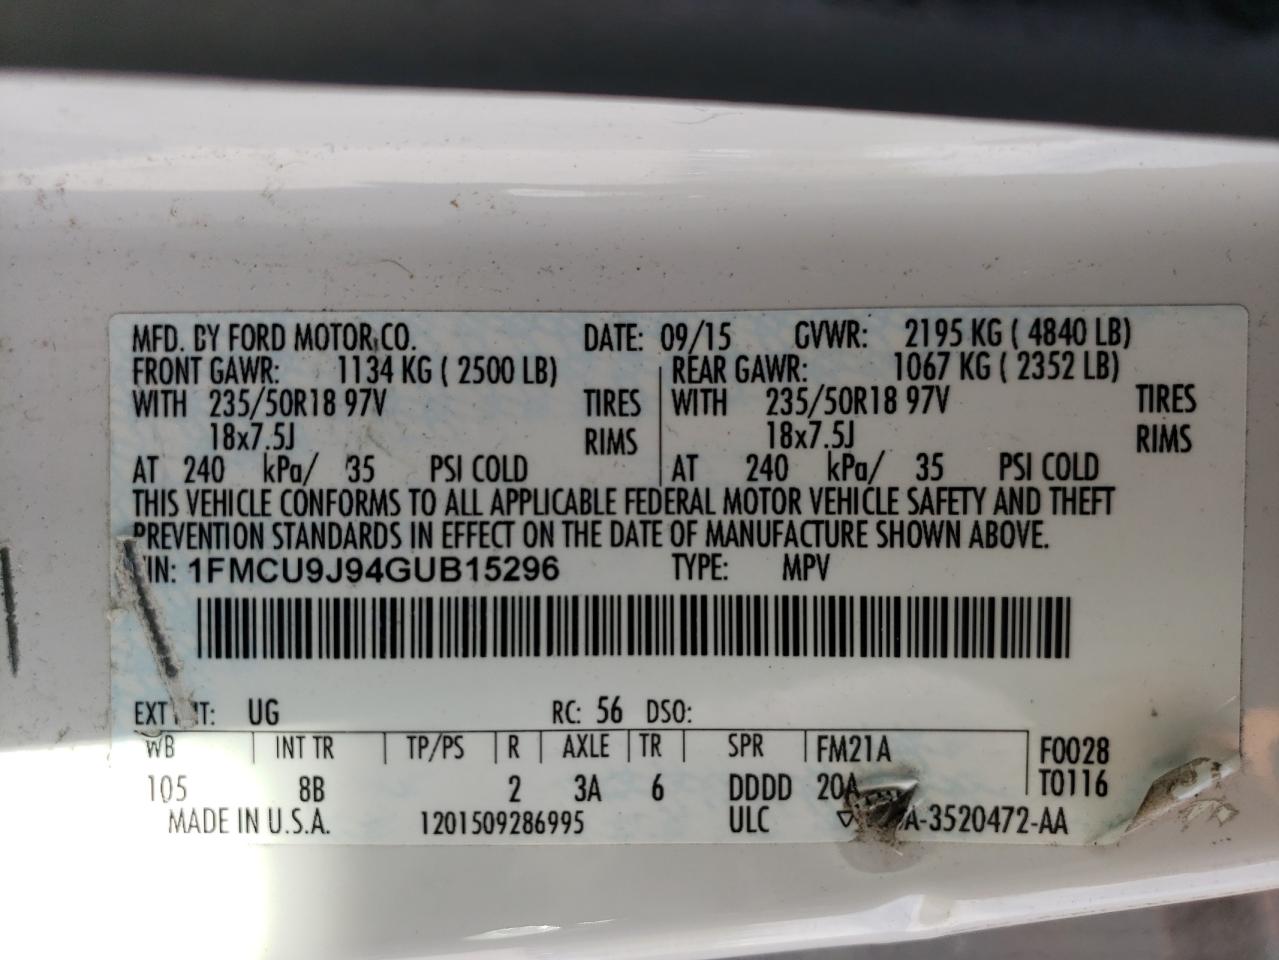 MFD. BY FORD MOTOR CO. DATE: 09/15 GVWR: 2195 KG ( 4840 LB)
FRONT GAWR: 1134 KG ( 2500 LB) REAR GAWR: 1067 KG ( 2352 LB)
WITH 235/50R18 97V TIRES WITH 235/50R18 97V TIRES
18x7.5J RIMS 18x7.5J RIMS
AT 240 kPa/ 35 PSI COLD AT 240 kPa/ 35 PSI COLD
THIS VEHICLE CONFORMS TO ALL APPLICABLE FEDERAL MOTOR VEHICLE SAFETY AND THEFT
PREVENTION STANDARDS IN EFFECT ON THE DATE OF MANUFACTURE SHOWN ABOVE.
VIN: 1FMCU9J94GUB15296 TYPE: MPV
EXT UG RC: 56 DSO:
WB INT TR TP/PS R AXLE TR SPR FM21A F0028
105 8B 2 3A 6 DDDD 20A T0116
MADE IN U.S.A. 1201509286995 ULC A-3520472-AA